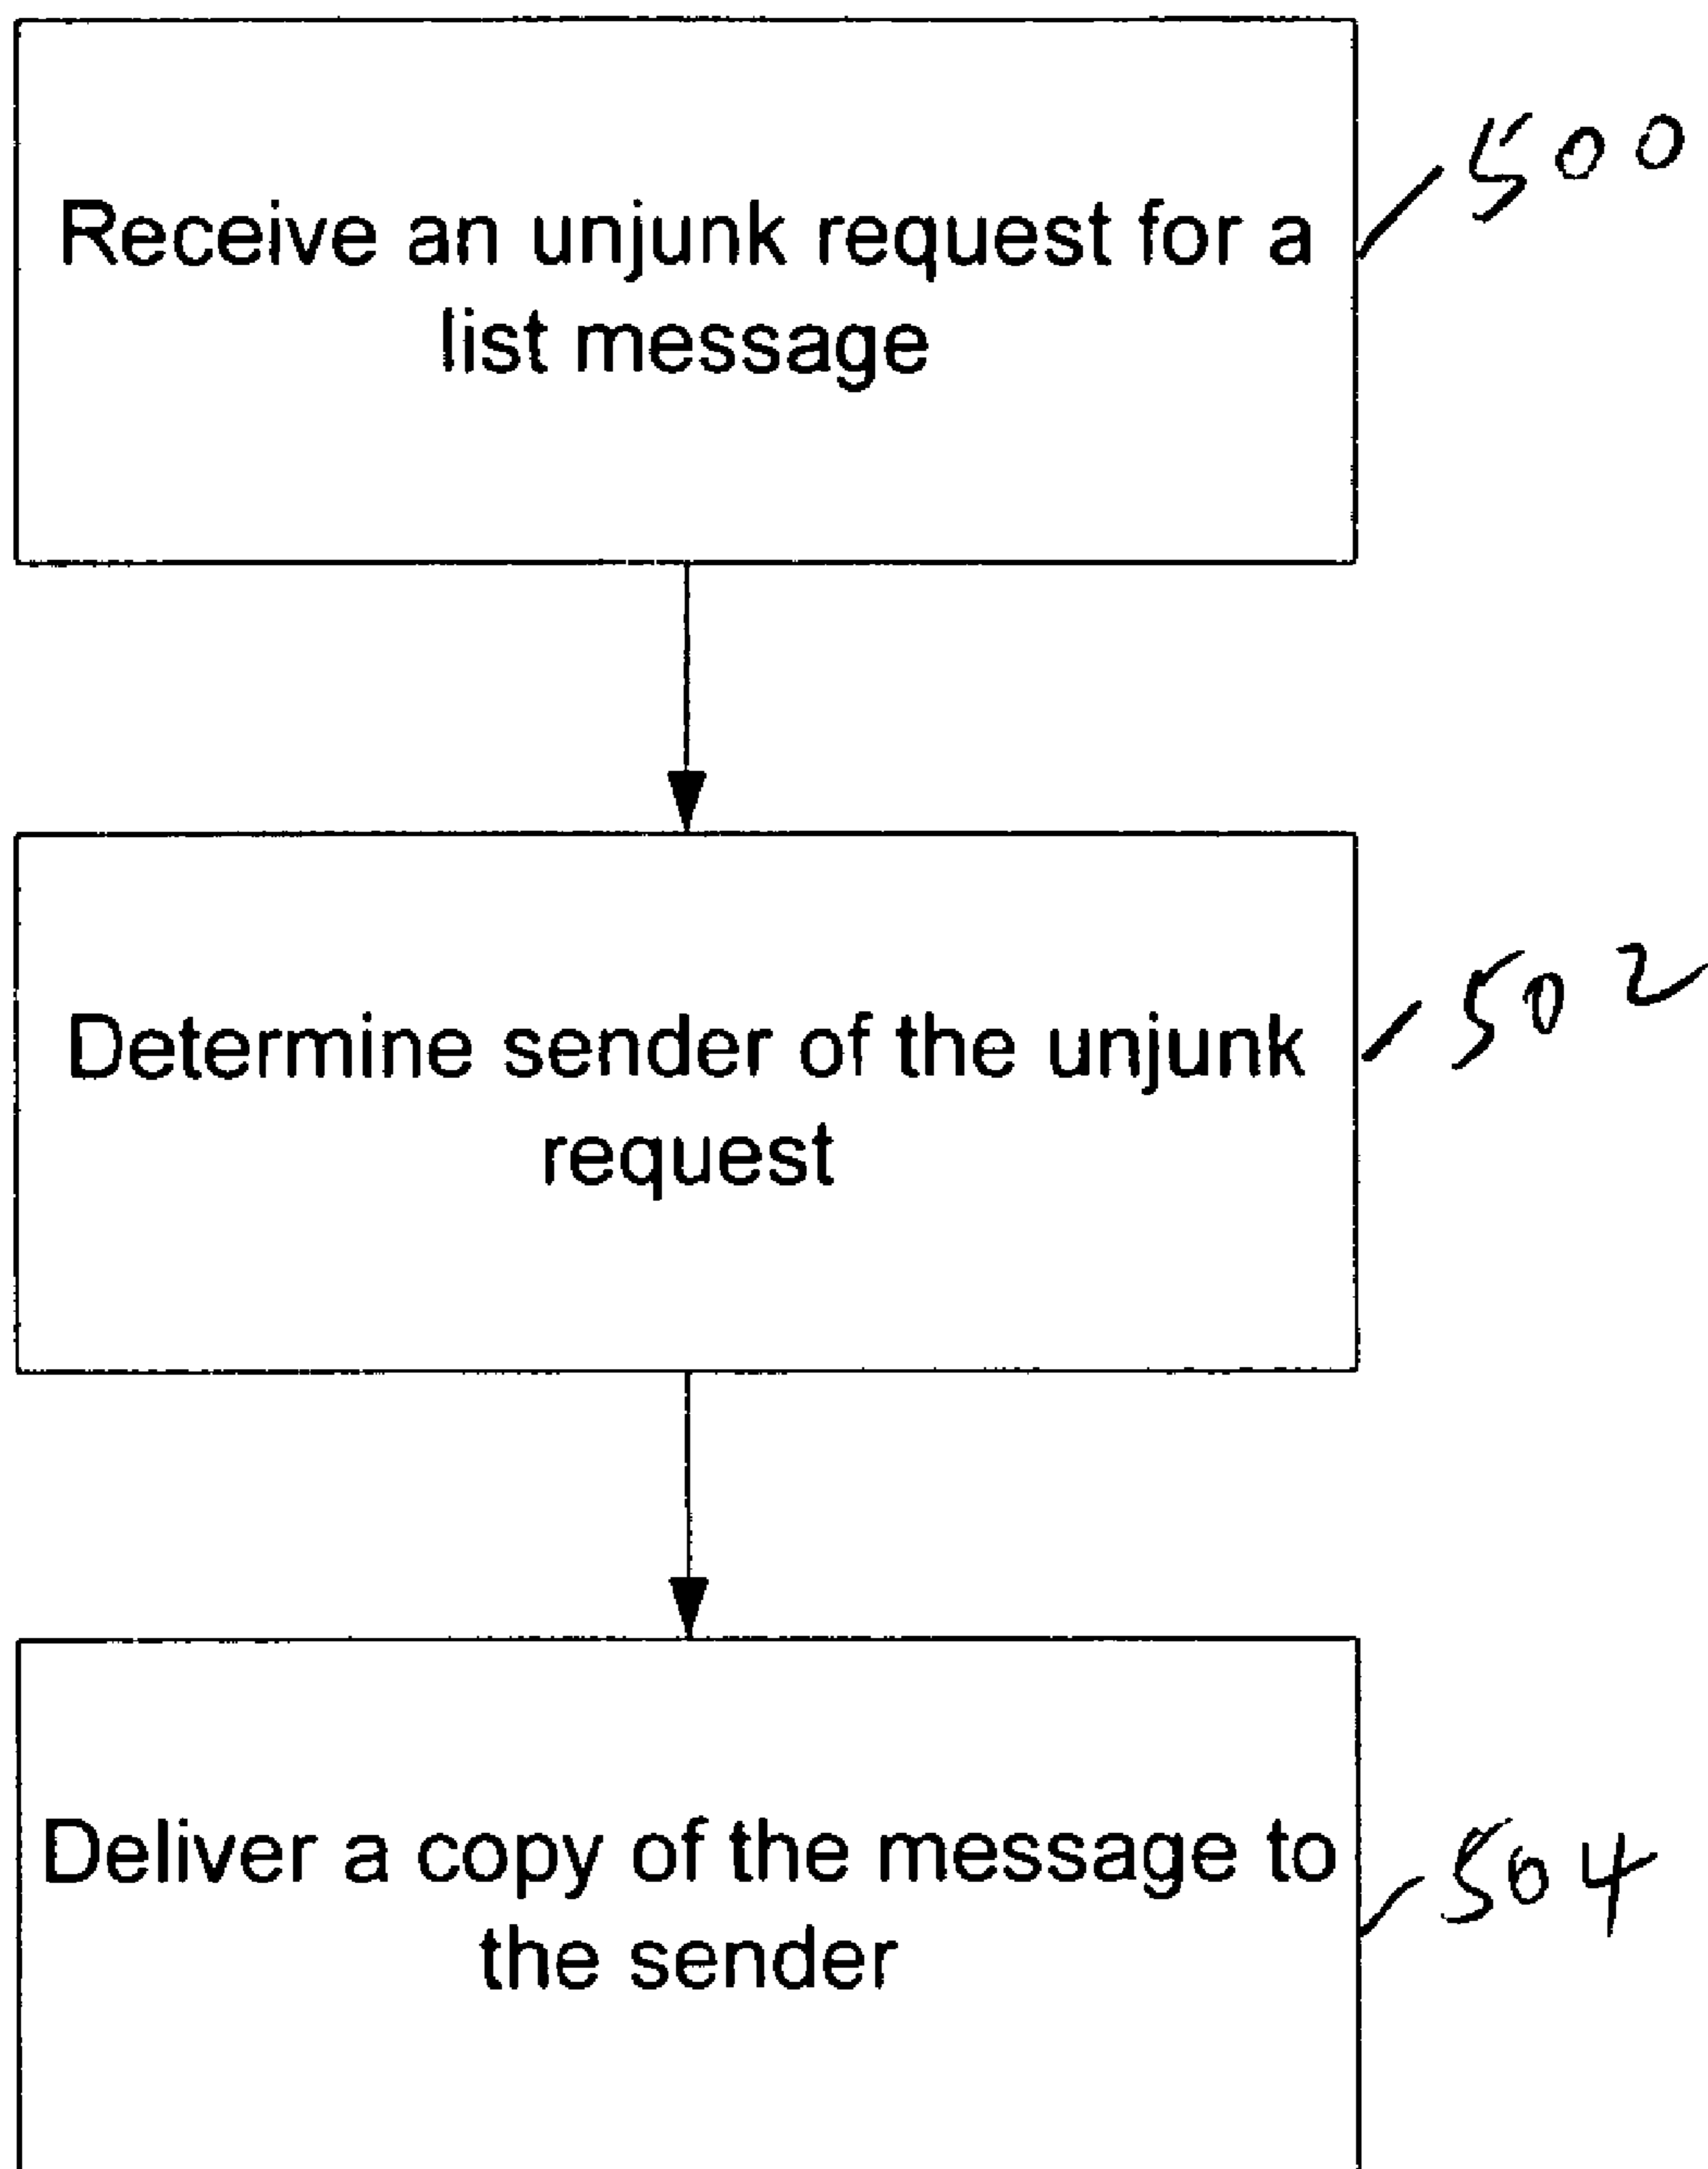 Receive an unjunk request for a
list message
500
Determine sender of the unjunk
request
502
Deliver a copy of the message to
the sender
504